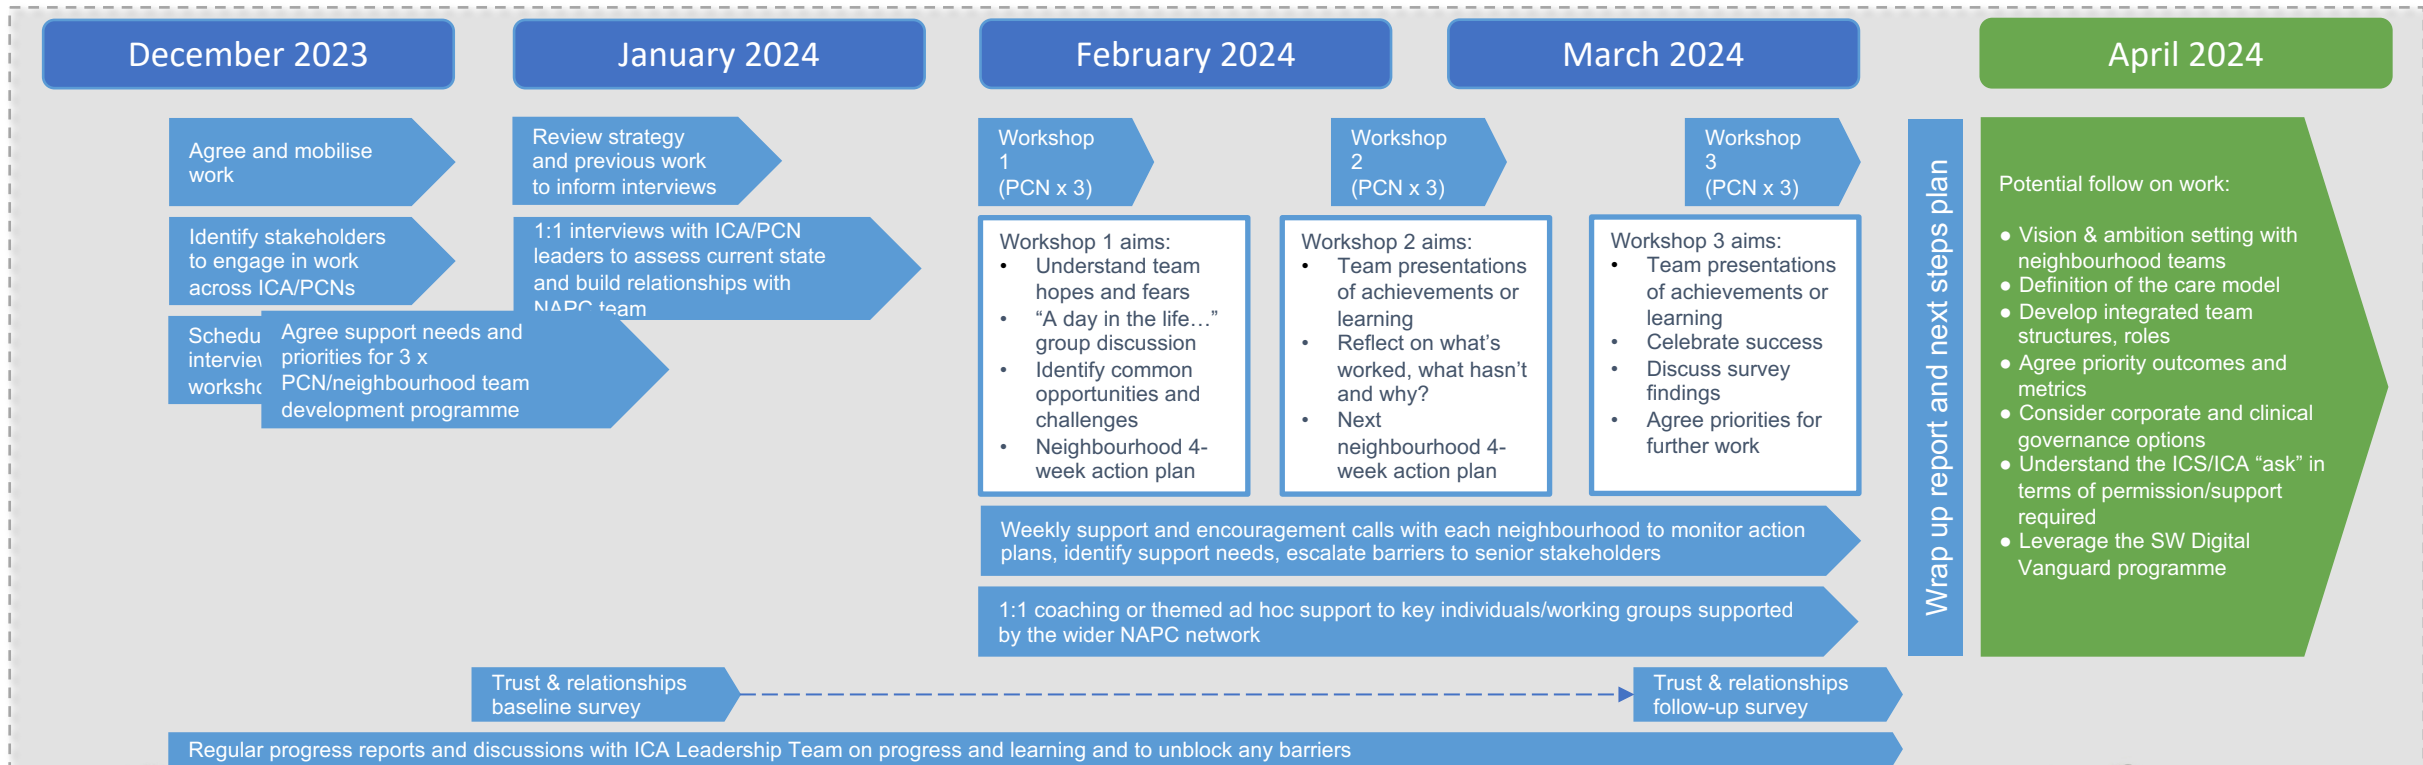 December 2023
January 2024
February 2024
March 2024
April 2024
Agree and mobilise
work
Identify stakeholders
to engage in work
across ICA/PCNs
Agree support needs and
priorities for 3 x
PCN/neighbourhood team
development programme
Review strategy
and previous work
to inform interviews
1:1 interviews with ICA/PCN
leaders to assess current state
and build relationships with
NAPC team
Workshop
1
(PCN x 3)
Workshop
2
(PCN x 3)
Workshop
3
(PCN x 3)
Workshop 1 aims:
• Understand team
hopes and fears
• “A day in the life…”
group discussion
• Identify common
opportunities and
challenges
• Neighbourhood 4-
week action plan
Workshop 2 aims:
• Team presentations
of achievements or
learning
• Reflect on what’s
worked, what hasn’t
and why?
• Next
neighbourhood 4-
week action plan
Workshop 3 aims:
• Team presentations
of achievements or
learning
• Celebrate success
• Discuss survey
findings
• Agree priorities for
further work
Weekly support and encouragement calls with each neighbourhood to monitor action
plans, identify support needs, escalate barriers to senior stakeholders
1:1 coaching or themed ad hoc support to key individuals/working groups supported
by the wider NAPC network
Wrap up report and next steps plan
Potential follow on work:
● Vision & ambition setting with
neighbourhood teams
● Definition of the care model
● Develop integrated team
structures, roles
● Agree priority outcomes and
metrics
● Consider corporate and clinical
governance options
● Understand the ICS/ICA “ask” in
terms of permission/support
required
● Leverage the SW Digital
Vanguard programme
Trust & relationships
baseline survey
Trust & relationships
follow-up survey
Regular progress reports and discussions with ICA Leadership Team on progress and learning and to unblock any barriers